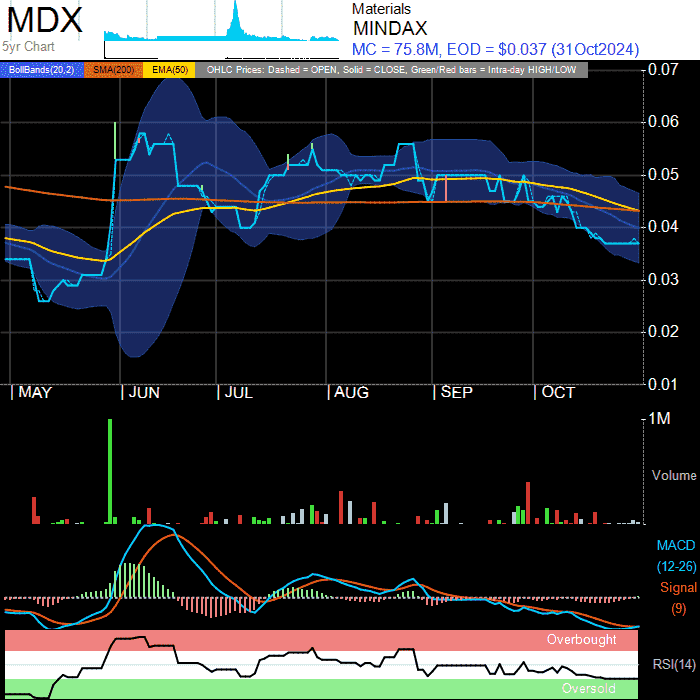 MDX
5yr Chart
Materials
MINDAX
MC = 75.8M, EOD = $0.037 (31Oct2024)
BollBands(20,2) SMA(200) EMA(50) OHLC Prices: Dashed = OPEN, Solid = CLOSE, Green/Red bars = Intra-day HIGH/LOW
0.07
0.06
0.05
0.04
0.03
0.02
0.01
MAY JUN JUL AUG SEP OCT
1M
Volume
MACD
(12-26)
Signal
(9)
Overbought
RSI(14)
Oversold